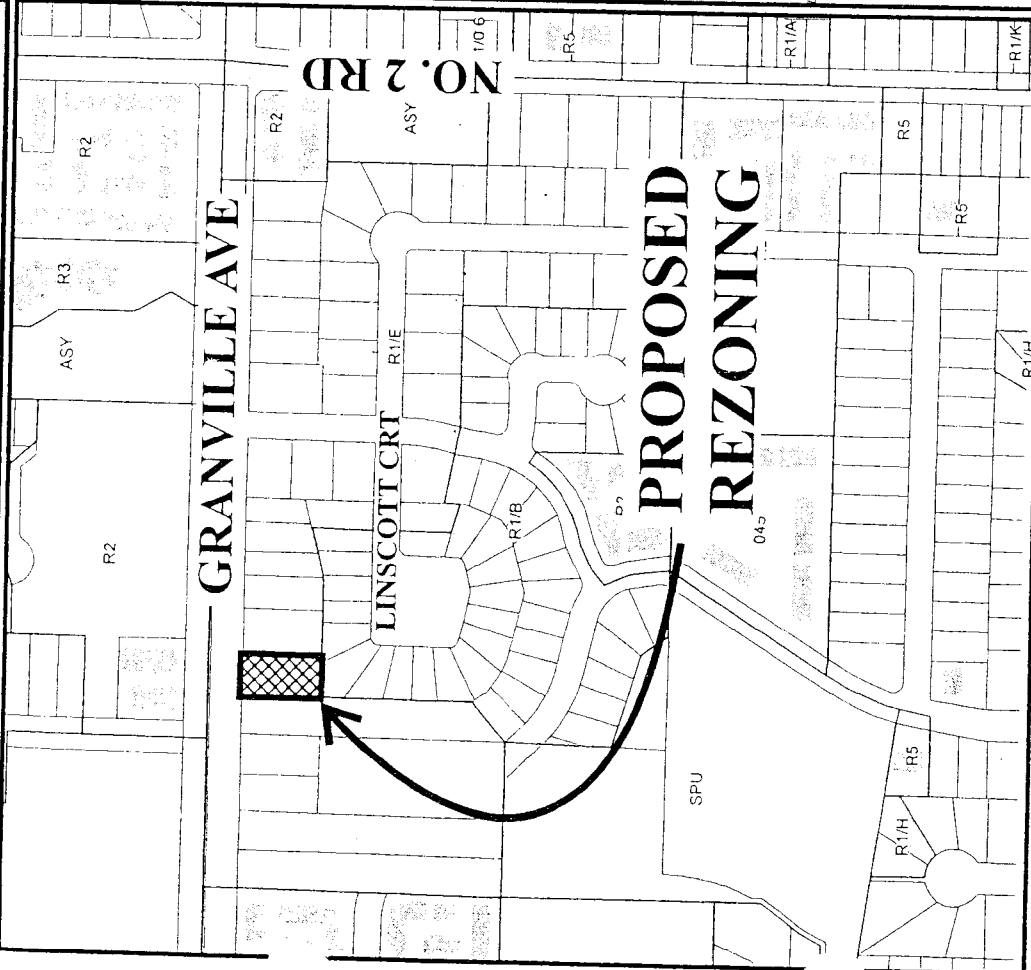 NO. 2 RD
GRANVILLE AVE
LINSCOTT CRT
PROPOSED
REZONING
R2
R3
ASY
R2
R2
ASY
R5
R1/A
R1/K
R5
R5
R1/E
R1/B
R1/H
SPU
R5
R1/H